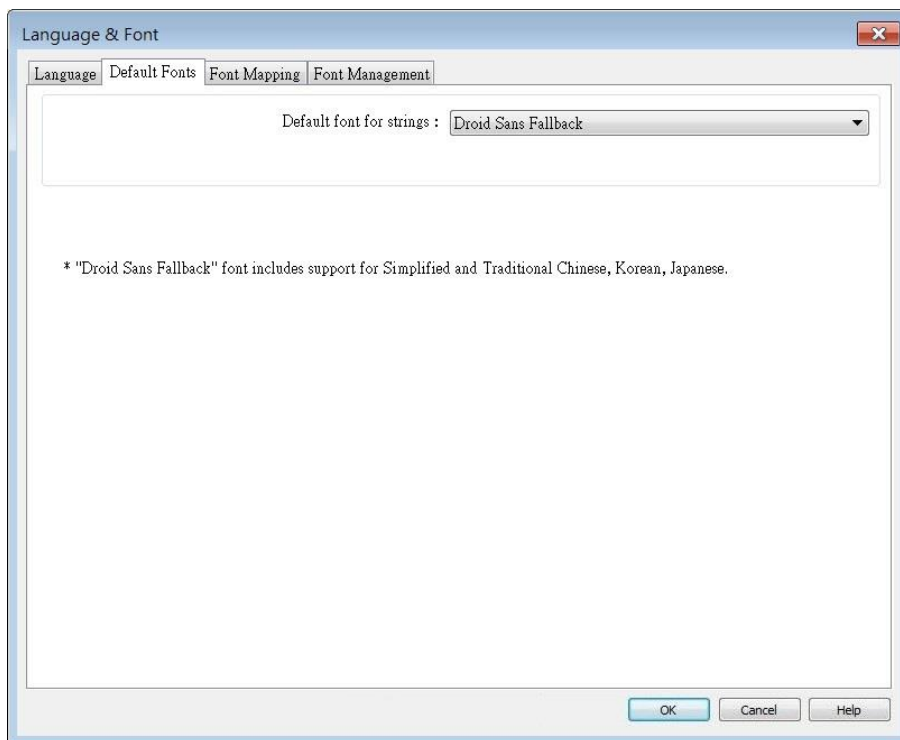 Language & Font
Language Default Fonts Font Mapping Font Management
Default font for strings : Droid Sans Fallback
* "Droid Sans Fallback" font includes support for Simplified and Traditional Chinese, Korean, Japanese.
OK Cancel Help